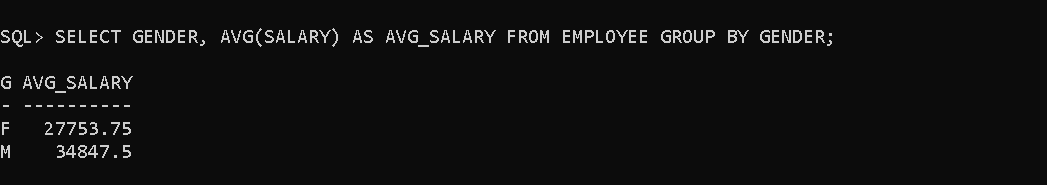 SQL> SELECT GENDER, AVG(SALARY) AS AVG_SALARY FROM EMPLOYEE GROUP BY GENDER;
G AVG_SALARY
- ----------
F   27753.75
M    34847.5